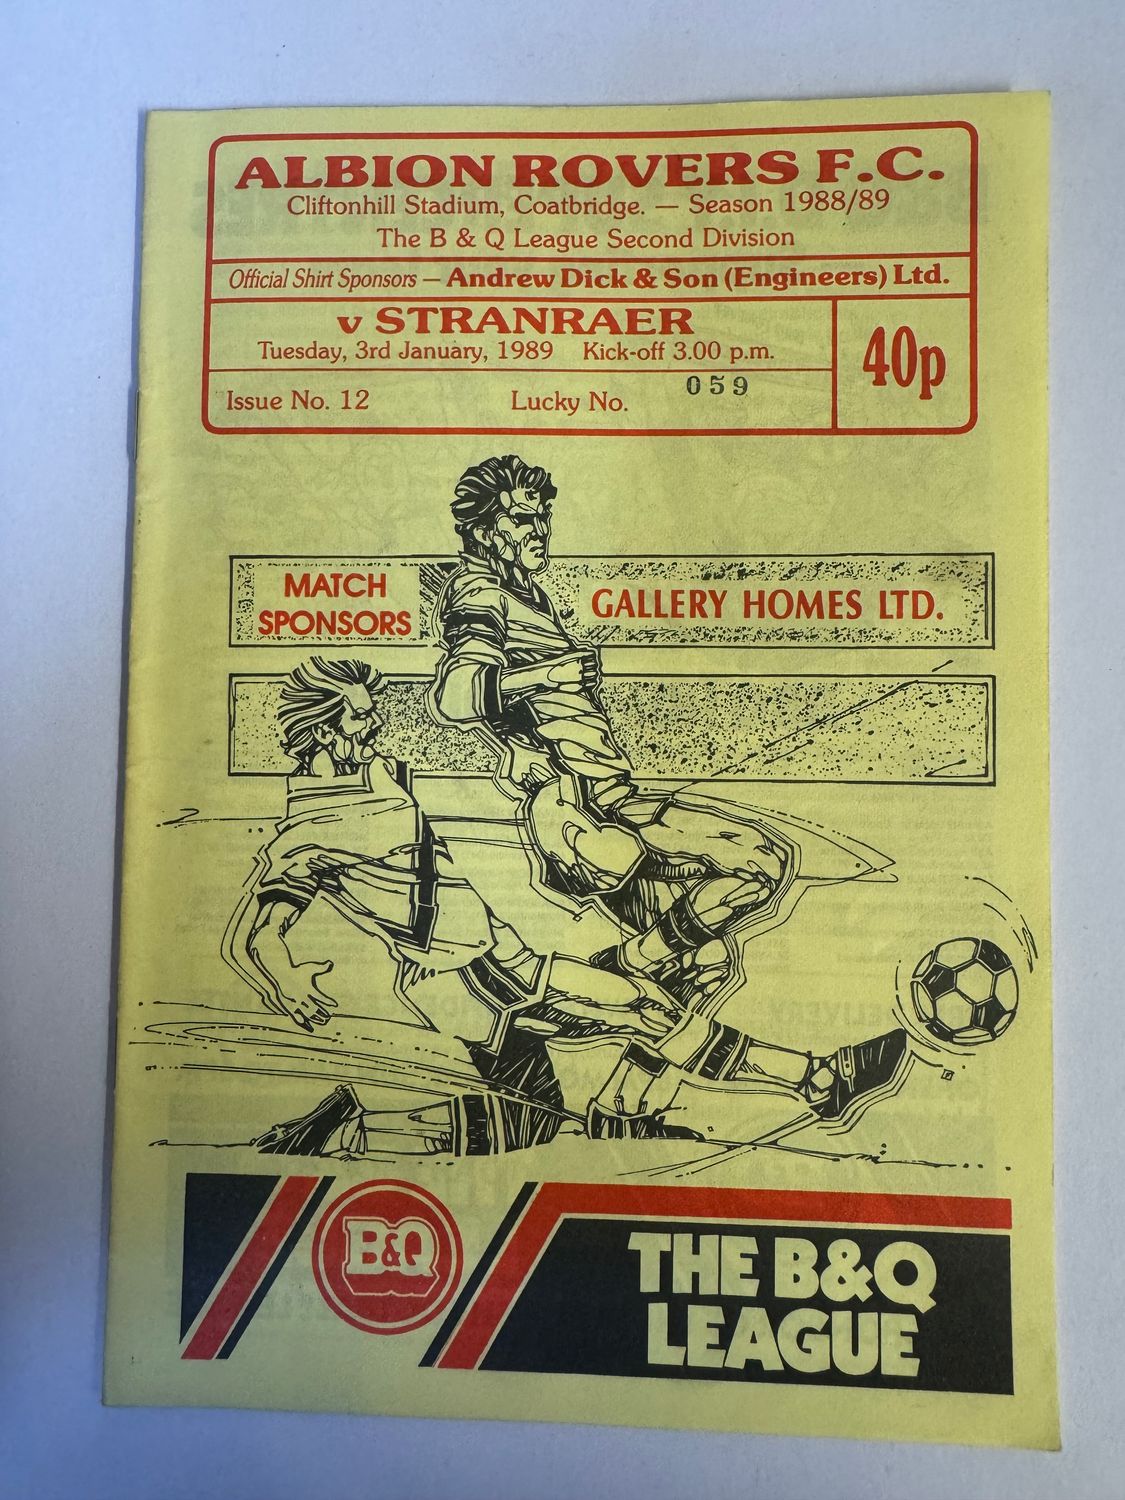 ALBION ROVERS F.C.
Cliftonhill Stadium, Coatbridge. — Season 1988/89
The B & Q League Second Division
Official Shirt Sponsors — Andrew Dick & Son (Engineers) Ltd.
v STRANRAER
Tuesday, 3rd January, 1989 Kick-off 3.00 p.m.
40p
Issue No. 12 Lucky No. 059
MATCH
SPONSORS
GALLERY HOMES LTD.
B&Q
THE B&Q
LEAGUE